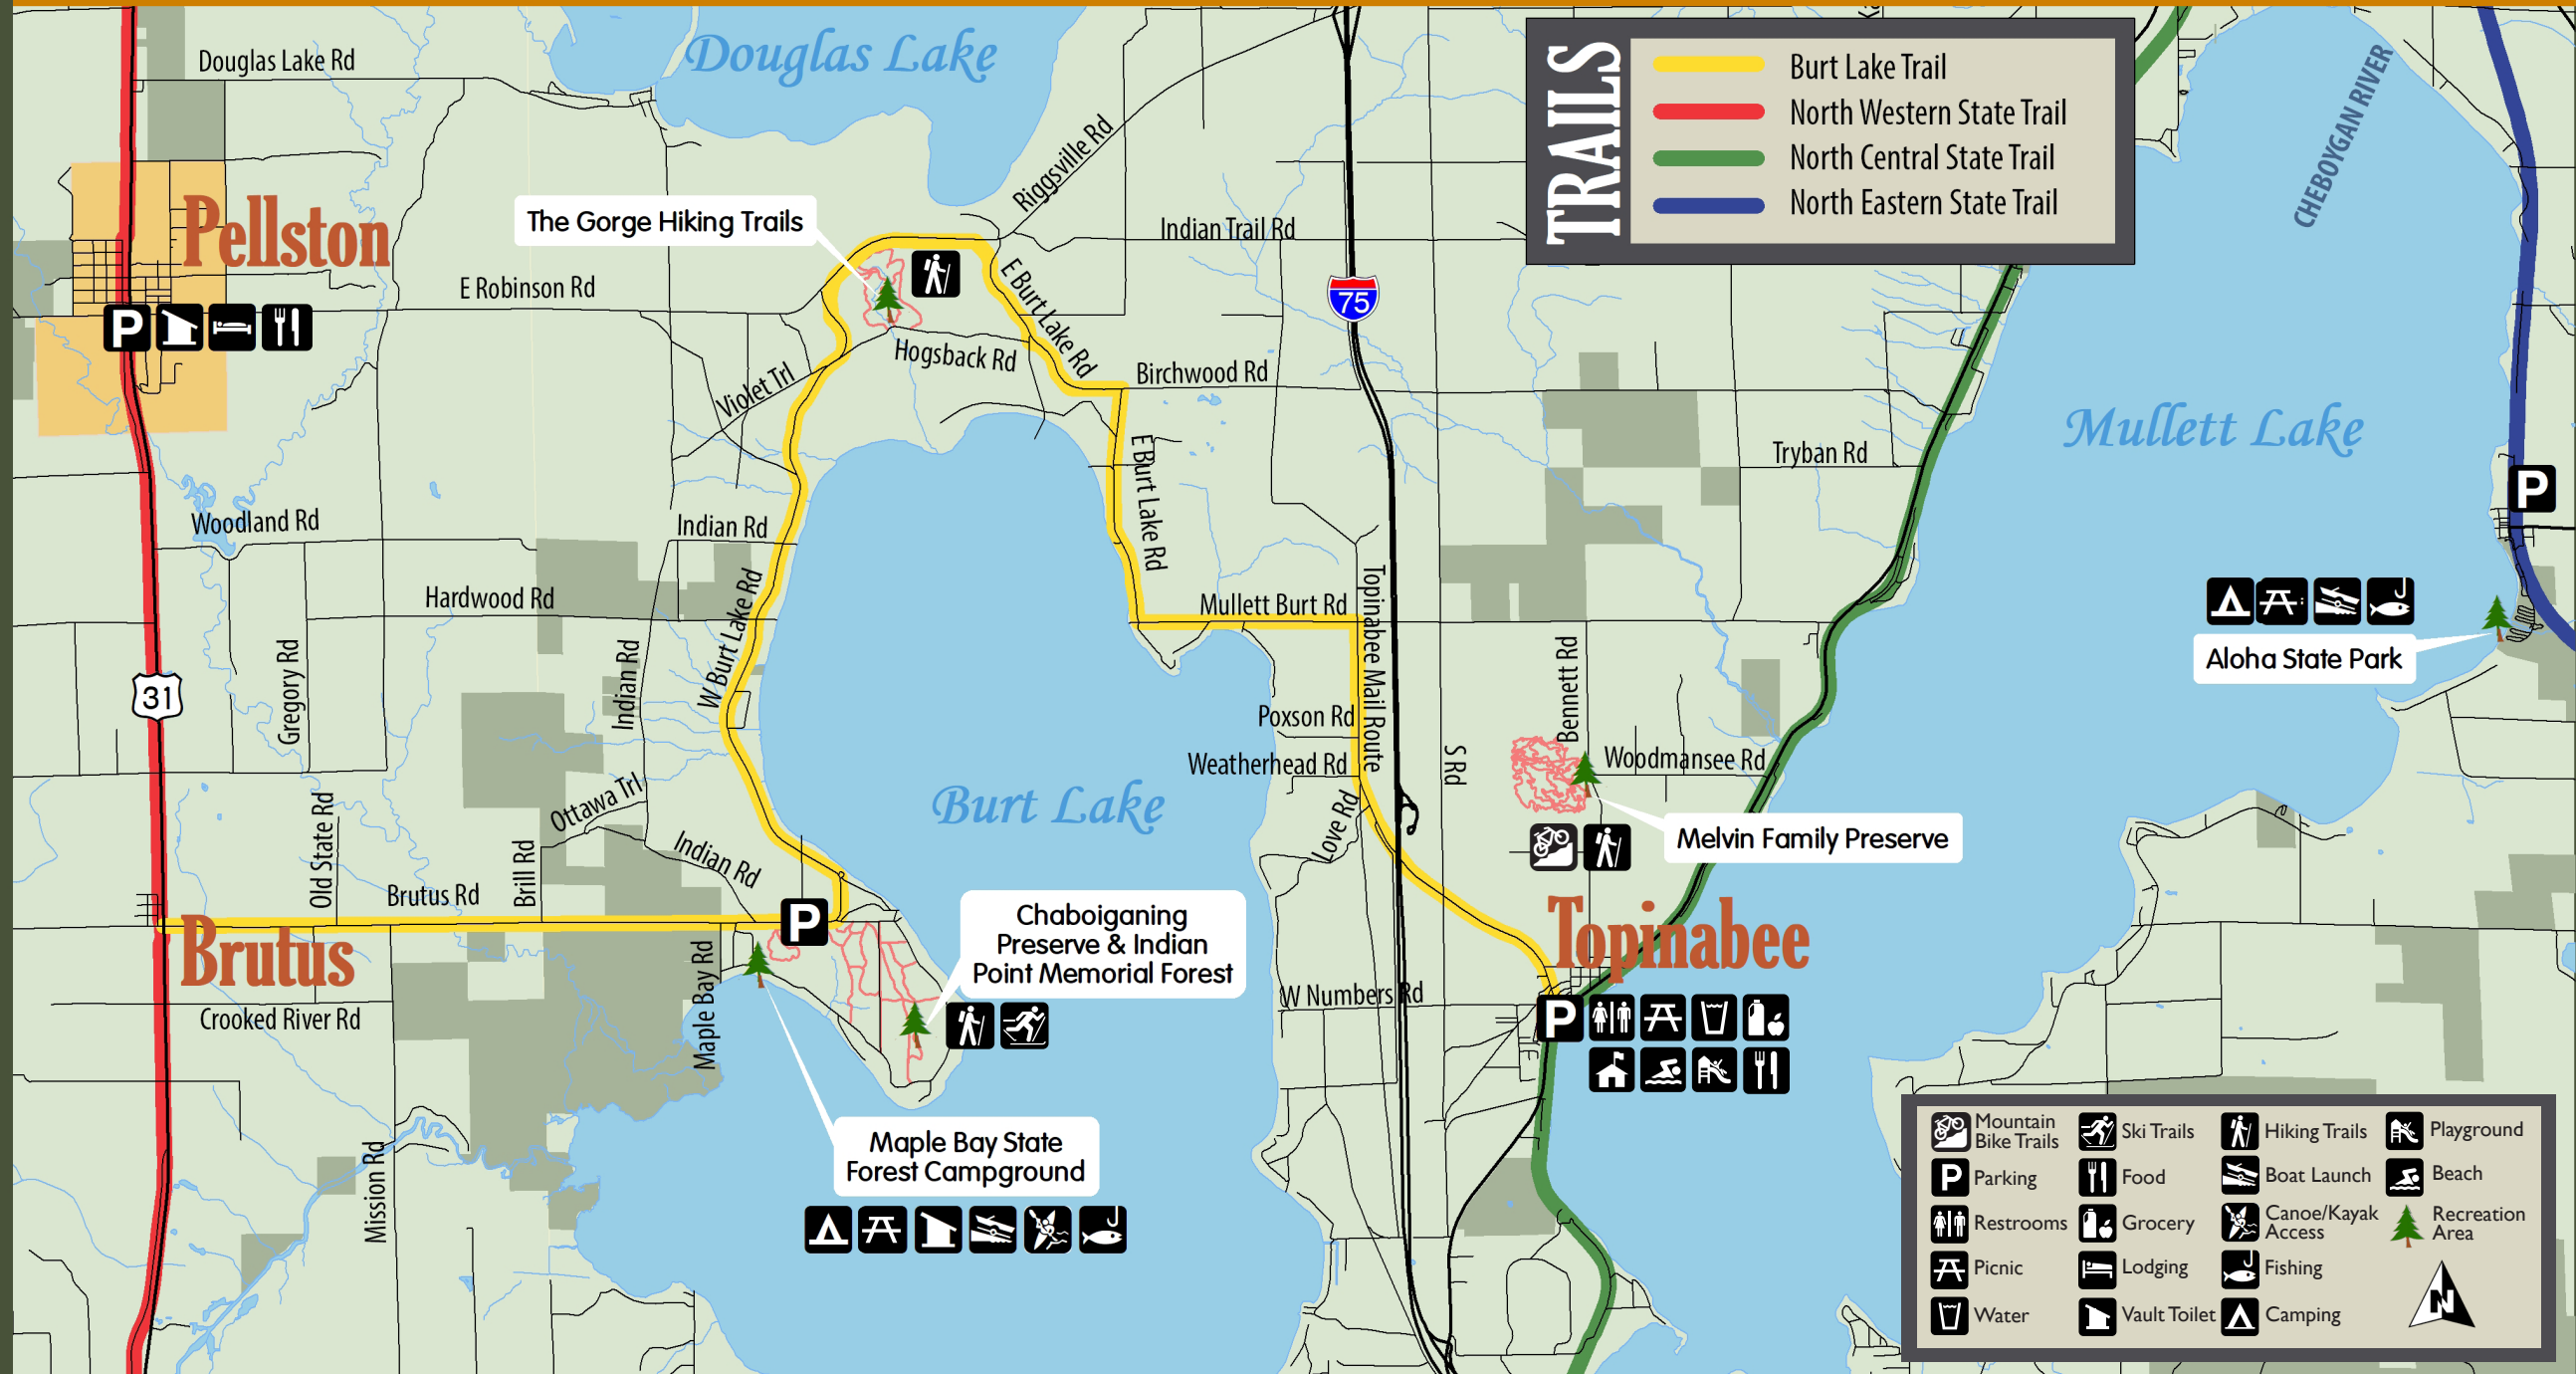 Douglas Lake
Douglas Lake Rd
TRAILS
Burt Lake Trail
North Western State Trail
North Central State Trail
North Eastern State Trail
CHEBOYGAN RIVER
Riggsville Rd
Pellston
The Gorge Hiking Trails
Indian Trail Rd
E Robinson Rd
E Burt Lake Rd
75
P
Hogsback Rd
Violet Trl
Birchwood Rd
Mullett Lake
E Burt Lake Rd
Tryban Rd
P
Woodland Rd
Indian Rd
Hardwood Rd
W Burt Lake Rd
Mullett Burt Rd
Topinabee Mail Route
Gregory Rd
Indian Rd
Bennett Rd
Aloha State Park
31
Poxson Rd
Weatherhead Rd
S Rd
Woodmansee Rd
Ottawa Trl
Burt Lake
Love Rd
Melvin Family Preserve
Old State Rd
Brill Rd
Indian Rd
Brutus Rd
P
Brutus
Chaboiganing
Preserve & Indian
Point Memorial Forest
Topinabee
Maple Bay Rd
W Numbers Rd
P
Crooked River Rd
Maple Bay State
Forest Campground
Mission Rd
Mountain
Bike Trails
Ski Trails
Hiking Trails
Playground
P
Parking
Food
Boat Launch
Beach
Restrooms
Grocery
Canoe/Kayak
Access
Recreation
Area
Picnic
Lodging
Fishing
Water
Vault Toilet
Camping
N